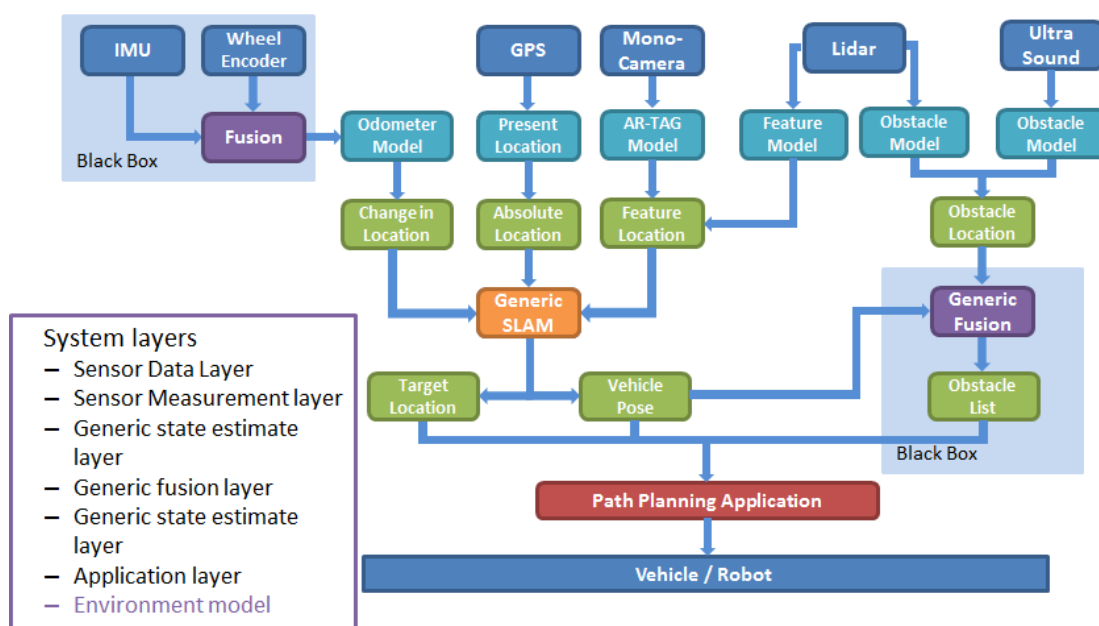 IMU
Wheel
Encoder
GPS
Mono-
Camera
Lidar
Ultra
Sound
Fusion
Black Box
Odometer
Model
Present
Location
AR-TAG
Model
Feature
Model
Obstacle
Model
Obstacle
Model
Change in
Location
Absolute
Location
Feature
Location
Obstacle
Location
Generic
SLAM
Generic
Fusion
Target
Location
Vehicle
Pose
Obstacle
List
Black Box
Path Planning Application
Vehicle / Robot
System layers
– Sensor Data Layer
– Sensor Measurement layer
– Generic state estimate
layer
– Generic fusion layer
– Generic state estimate
layer
– Application layer
– Environment model